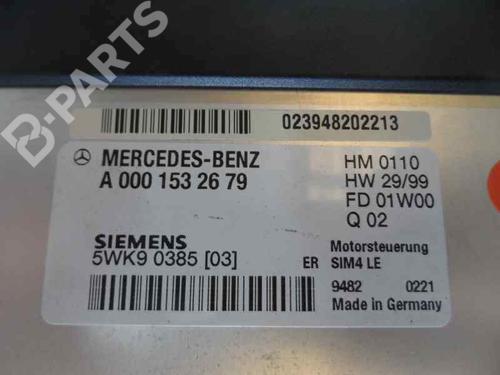 B-PARTS
023948202213
MERCEDES-BENZ
A 000 153 26 79
HM 0110
HW 29/99
FD 01W00
Q 02
SIEMENS
5WK9 0385 [03]
ER
Motorsteuerung
SIM4 LE
9482 0221
Made in Germany